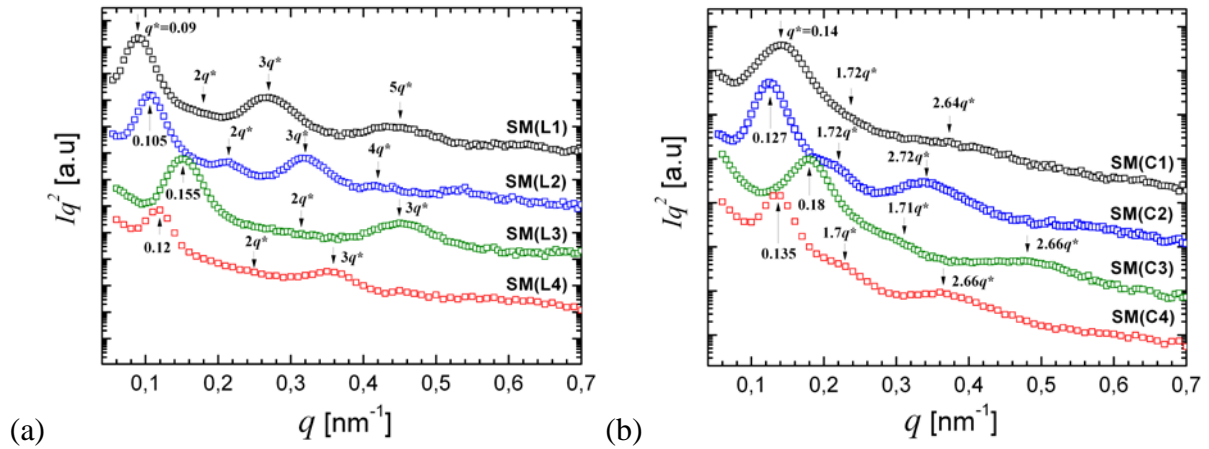 q*=0.09
2q*
3q*
5q*
SM(L1)
0.105
2q*
3q*
4q*
SM(L2)
0.155
2q*
3q*
SM(L3)
0.12
2q*
3q*
SM(L4)
Iq² [a.u]
0,1 0,2 0,3 0,4 0,5 0,6 0,7
q [nm⁻¹]
(a)
q*=0.14
1.72q*
2.64q*
SM(C1)
0.127
1.72q*
2.72q*
SM(C2)
0.18
1.71q*
2.66q*
SM(C3)
0.135
1.7q*
2.66q*
SM(C4)
Iq² [a.u]
0,1 0,2 0,3 0,4 0,5 0,6 0,7
q [nm⁻¹]
(b)